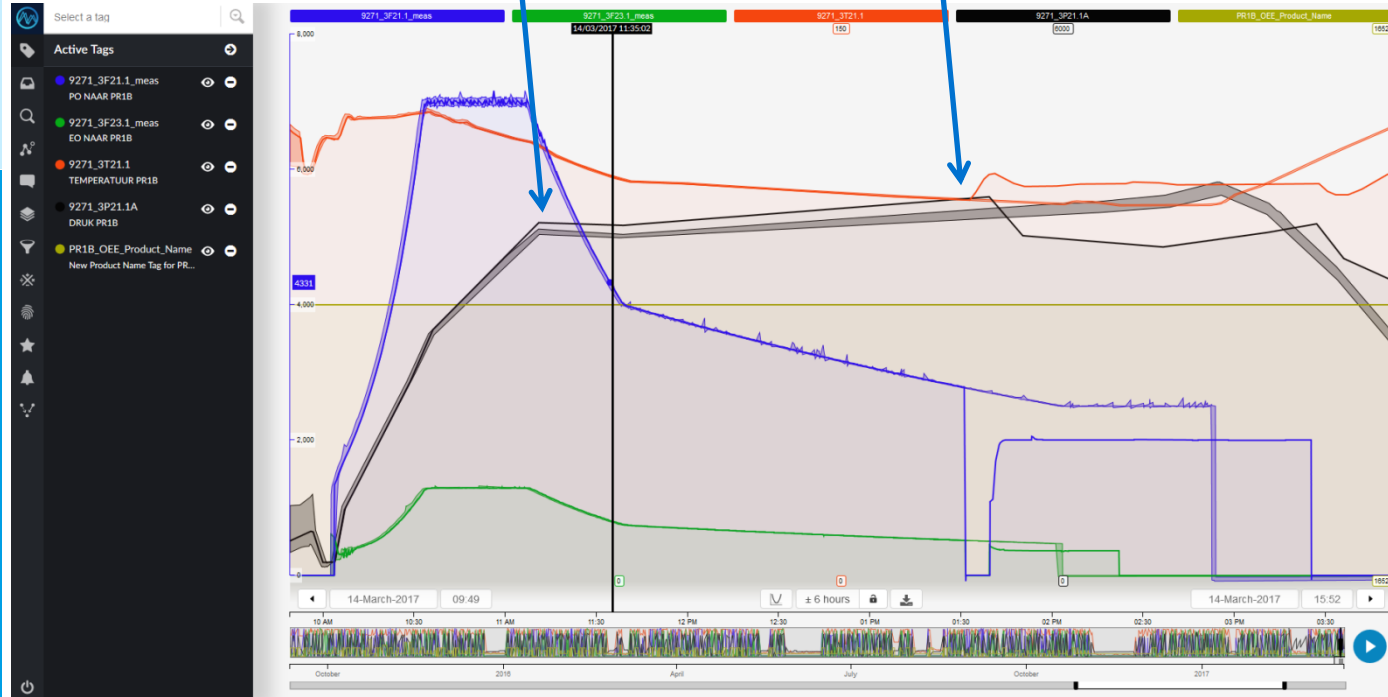 Select a tag
9271_3F21.1_meas 9271_3F23.1_meas 9271_3T21.1 9271_3P21.1A PR1B_OEE_Product_Name
14/03/2017 11:35:02 150 6000 1652
8,000
Active Tags
9271_3F21.1_meas
PO NAAR PR1B
9271_3F23.1_meas
EO NAAR PR1B
9271_3T21.1
TEMPERATUUR PR1B
9271_3P21.1A
DRUK PR1B
PR1B_OEE_Product_Name
New Product Name Tag for PR...
6,000
4331
4,000
2,000
0
0 0 0 1652
14-March-2017 09:49 ± 6 hours 14-March-2017 15:52
10 AM 10:30 11 AM 11:30 12 PM 12:30 01 PM 01:30 02 PM 02:30 03 PM 03:30
October 2016 April July October 2017